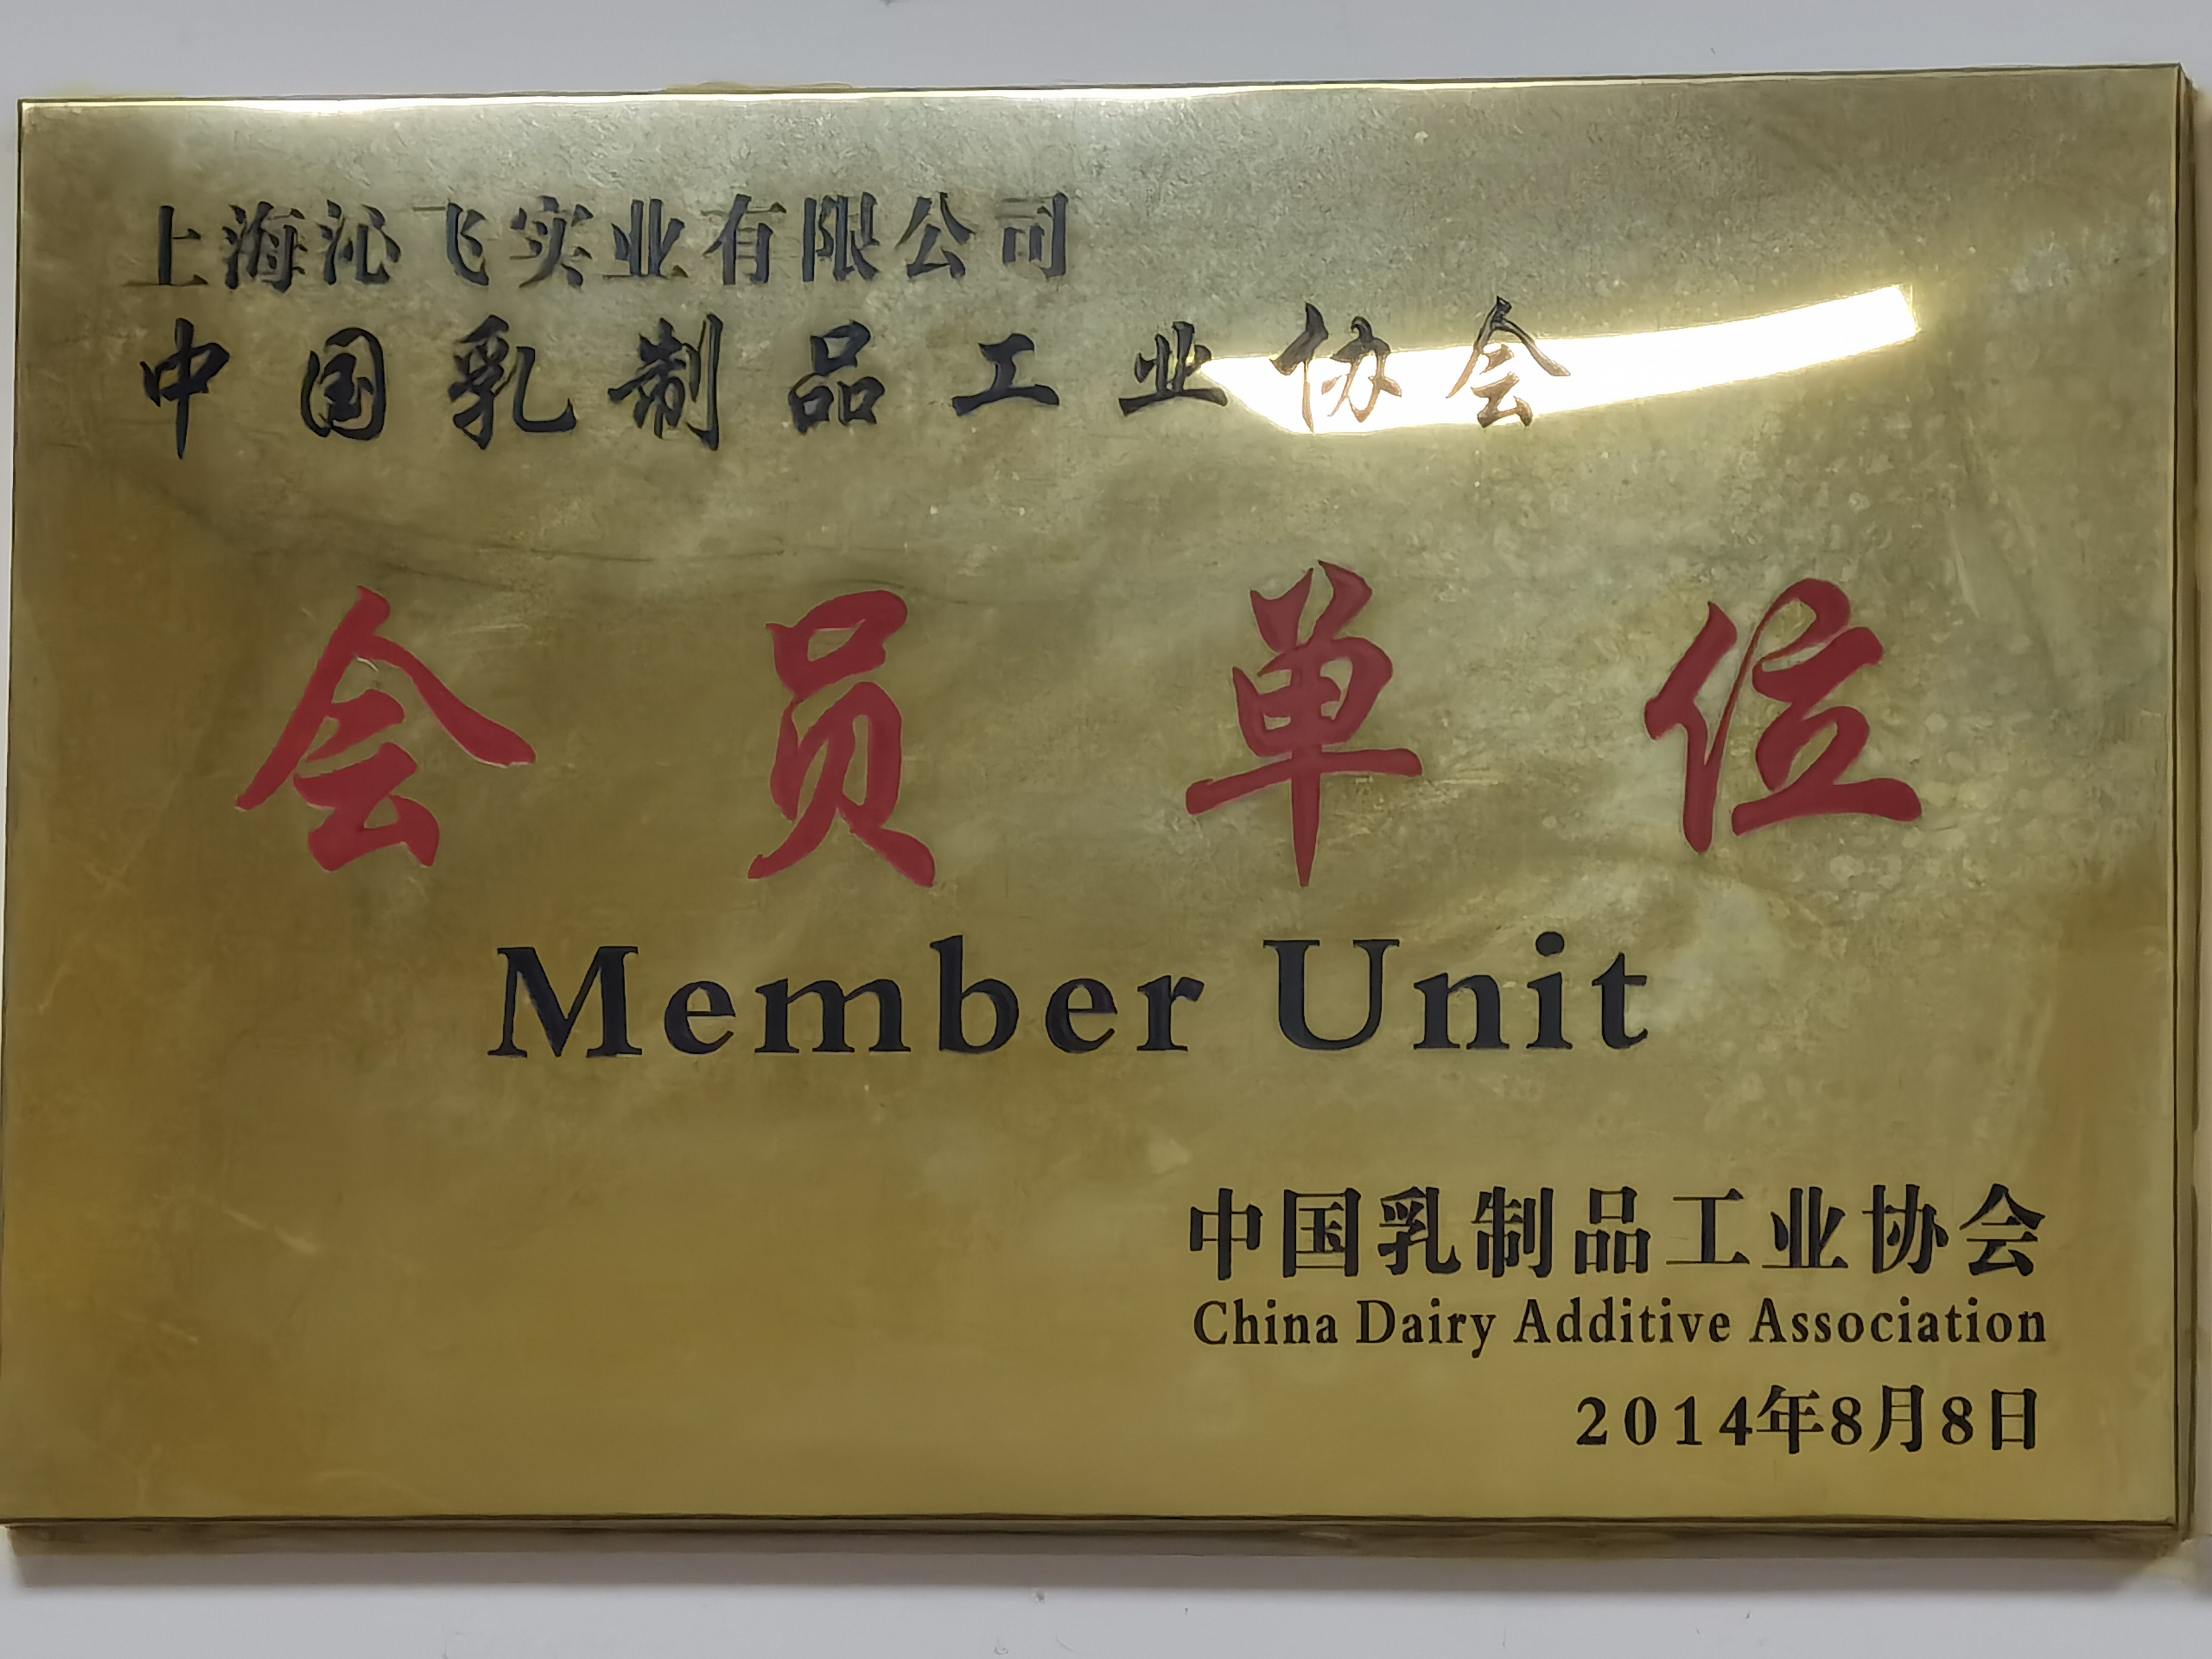 上海沁飞实业有限公司
中国乳制品工业协会
会员单位
Member Unit
中国乳制品工业协会
China Dairy Additive Association
2014年8月8日